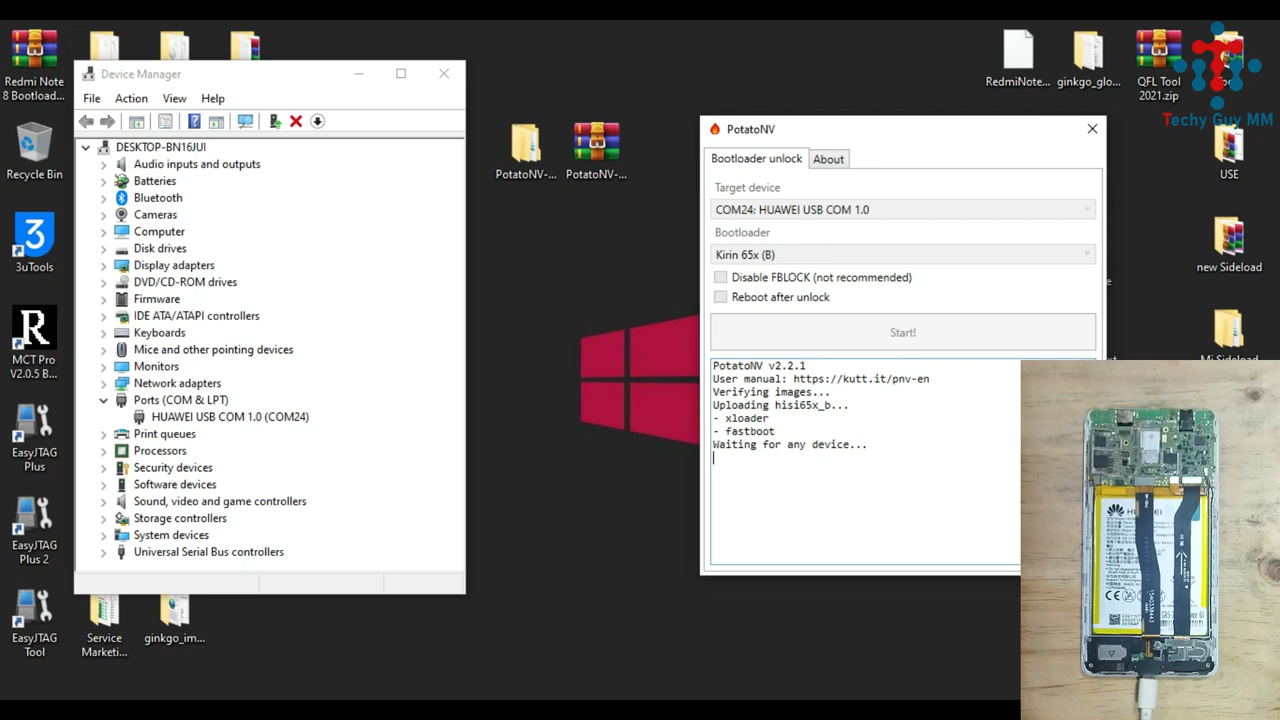 Redmi Note
8 Bootload...
Recycle Bin
3
3uTools
R
MCT Pro
V2.0.5 B...
EasyJTAG
Plus
EasyJTAG
Plus 2
EasyJTAG
Tool
Service
Marketi...
ginkgo_im...
Device Manager
File Action View Help
DESKTOP-BN16JUI
Audio inputs and outputs
Batteries
Bluetooth
Cameras
Computer
Disk drives
Display adapters
DVD/CD-ROM drives
Firmware
IDE ATA/ATAPI controllers
Keyboards
Mice and other pointing devices
Monitors
Network adapters
Ports (COM & LPT)
HUAWEI USB COM 1.0 (COM24)
Print queues
Processors
Security devices
Software devices
Sound, video and game controllers
Storage controllers
System devices
Universal Serial Bus controllers
PotatoNV-...
PotatoNV-...
PotatoNV
Bootloader unlock
About
Target device
COM24: HUAWEI USB COM 1.0
Bootloader
Kirin 65x (B)
Disable FBLOCK (not recommended)
Reboot after unlock
Start!
PotatoNV v2.2.1
User manual: https://kutt.it/pnv-en
Verifying images...
Uploading hisi65x_b...
- xloader
- fastboot
Waiting for any device...
RedmiNote...
ginkgo_glo...
QFL Tool
2021.zip
Techy Guy MM
USE
new Sideload
Mi Sideload
HUAWEI